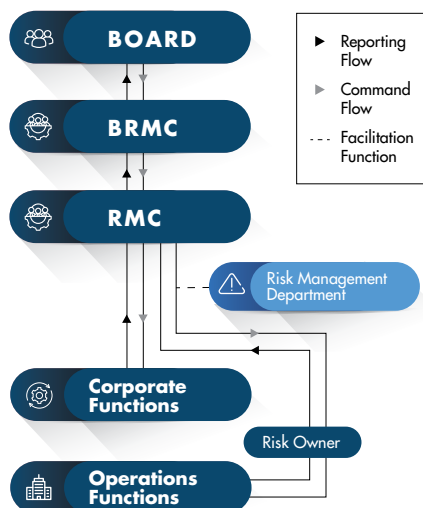 BOARD
Reporting
Flow
Command
Flow
Facilitation
Function
BRMC
RMC
Risk Management
Department
Corporate
Functions
Risk Owner
Operations
Functions